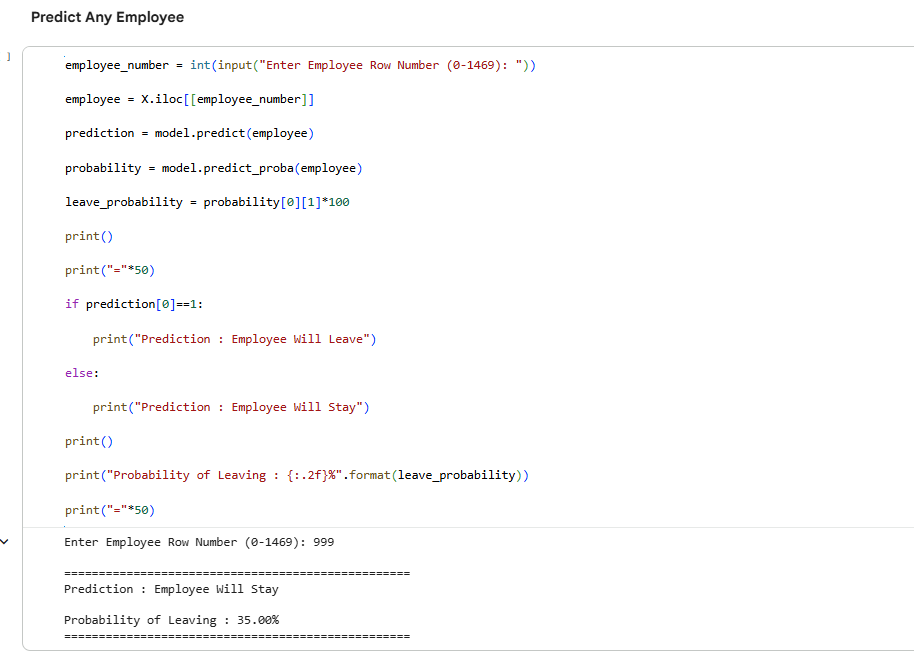 Predict Any Employee
]
employee_number = int(input("Enter Employee Row Number (0-1469): "))
employee = X.iloc[[employee_number]]
prediction = model.predict(employee)
probability = model.predict_proba(employee)
leave_probability = probability[0][1]*100
print()
print("="*50)
if prediction[0]==1:
    print("Prediction : Employee Will Leave")
else:
    print("Prediction : Employee Will Stay")
print()
print("Probability of Leaving : {:.2f}%".format(leave_probability))
print("="*50)
Enter Employee Row Number (0-1469): 999
==================================================
Prediction : Employee Will Stay
Probability of Leaving : 35.00%
==================================================